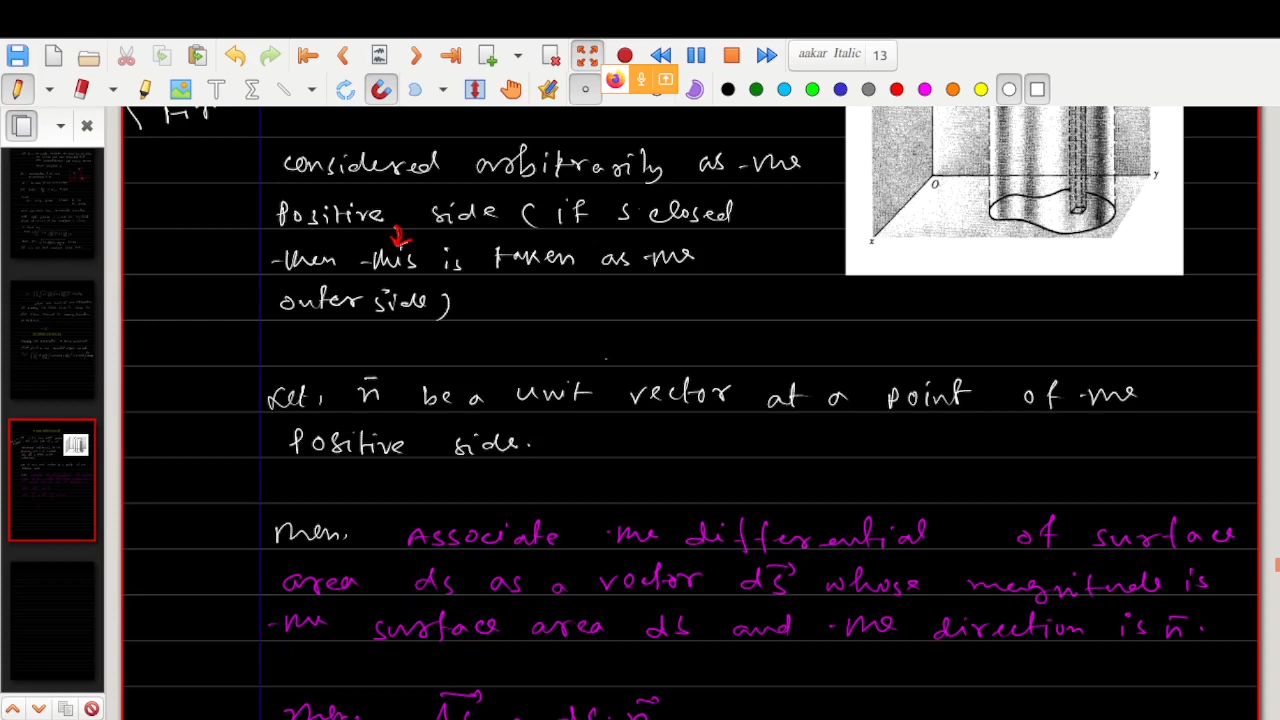 aakar Italic 13
considered obitrarily as the
Positive side (if S closed
then this is taken as the
outer side)
Let, n̄ be a unit vector at a point of the
Positive side.
Then, Associate the differential of surface
area ds as a vector ds⃗ whose magnitude is
the surface area ds and the direction is n̄.
O
y
x